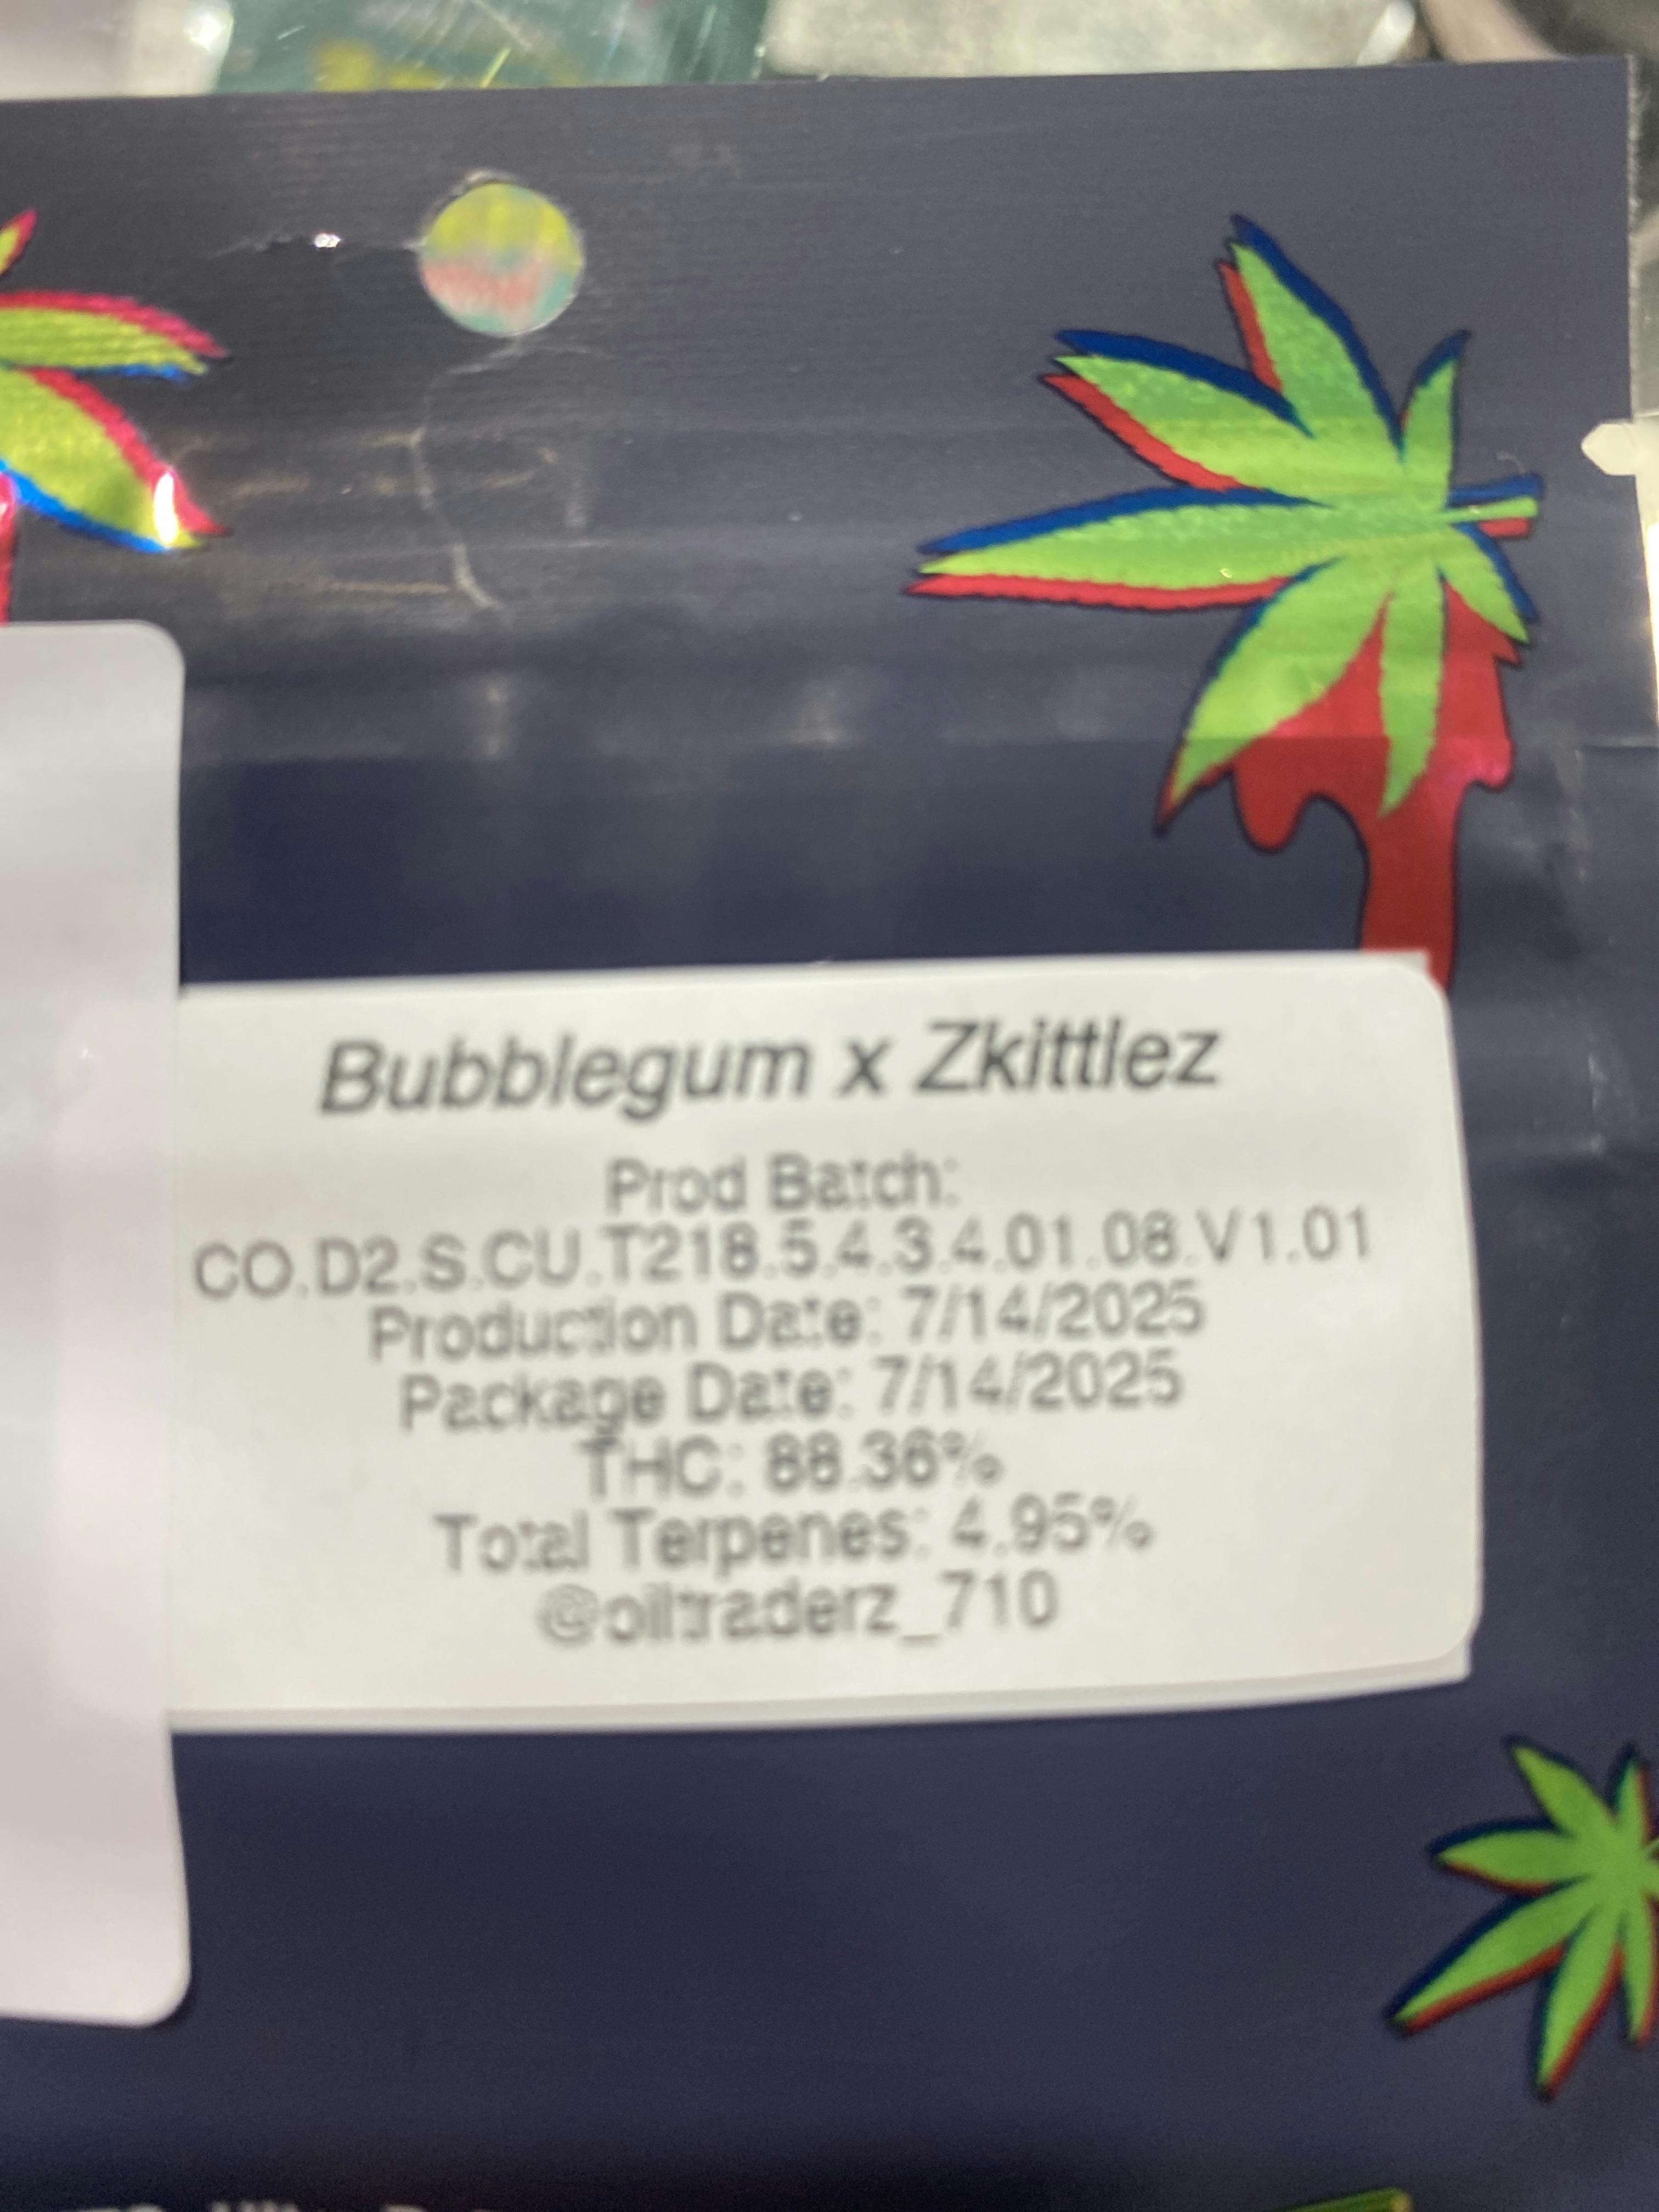 Bubblegum x Zkittlez
Prod Batch:
CO.D2.S.CU.T218.5.4.3.4.01.08.V1.01
Production Date: 7/14/2025
Package Date: 7/14/2025
THC: 88.36%
Total Terpenes: 4.95%
@oiltraderz_710